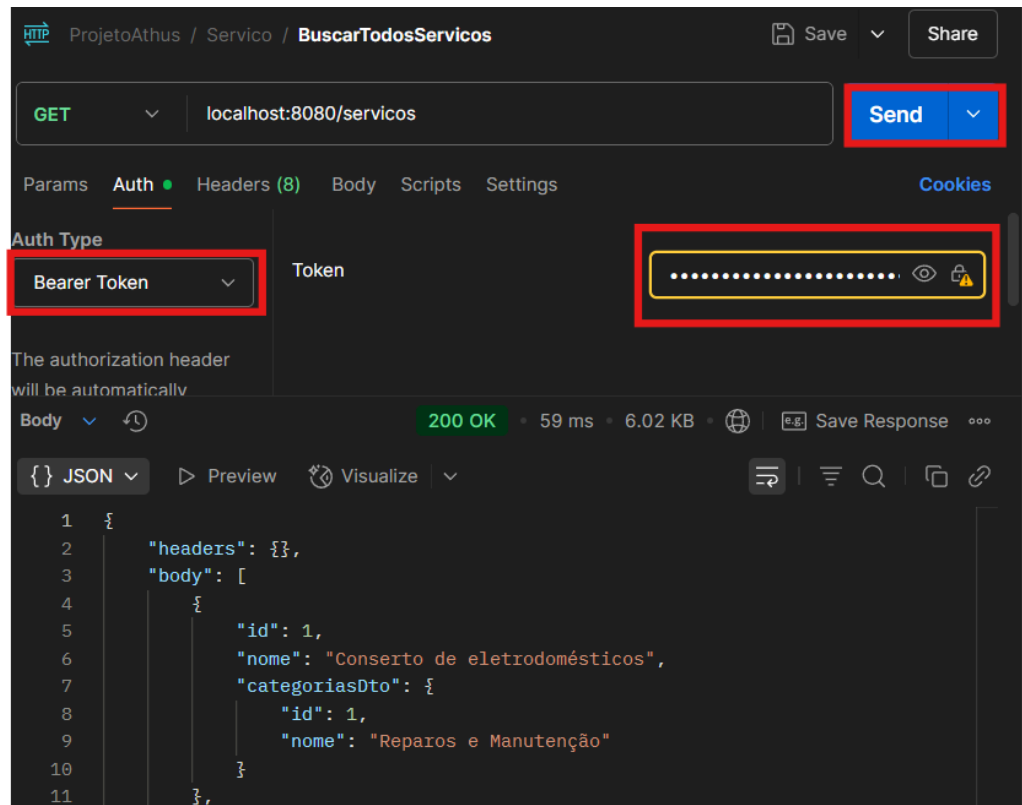 HTTP ProjetoAthus / Servico / BuscarTodosServicos Save Share
GET localhost:8080/servicos Send
Params Auth Headers (8) Body Scripts Settings Cookies
Auth Type
Bearer Token
Token
••••••••••••••••••••••
The authorization header
will be automatically
Body 200 OK • 59 ms • 6.02 KB • e.g. Save Response
{} JSON Preview Visualize
1 {
2 "headers": {},
3 "body": [
4 {
5 "id": 1,
6 "nome": "Conserto de eletrodomésticos",
7 "categoriasDto": {
8 "id": 1,
9 "nome": "Reparos e Manutenção"
10 }
11 },